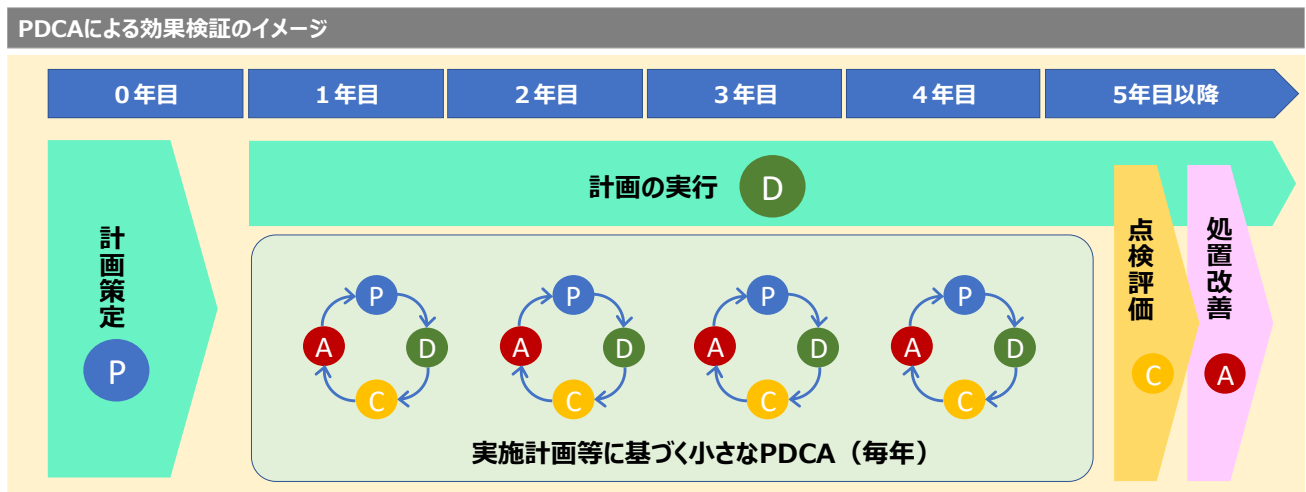 PDCAによる効果検証のイメージ
０年目
１年目
２年目
３年目
４年目
5年目以降
計画策定
P
計画の実行
D
P
D
C
A
P
D
C
A
P
D
C
A
P
D
C
A
実施計画等に基づく小さなPDCA（毎年）
点検評価
C
処置改善
A